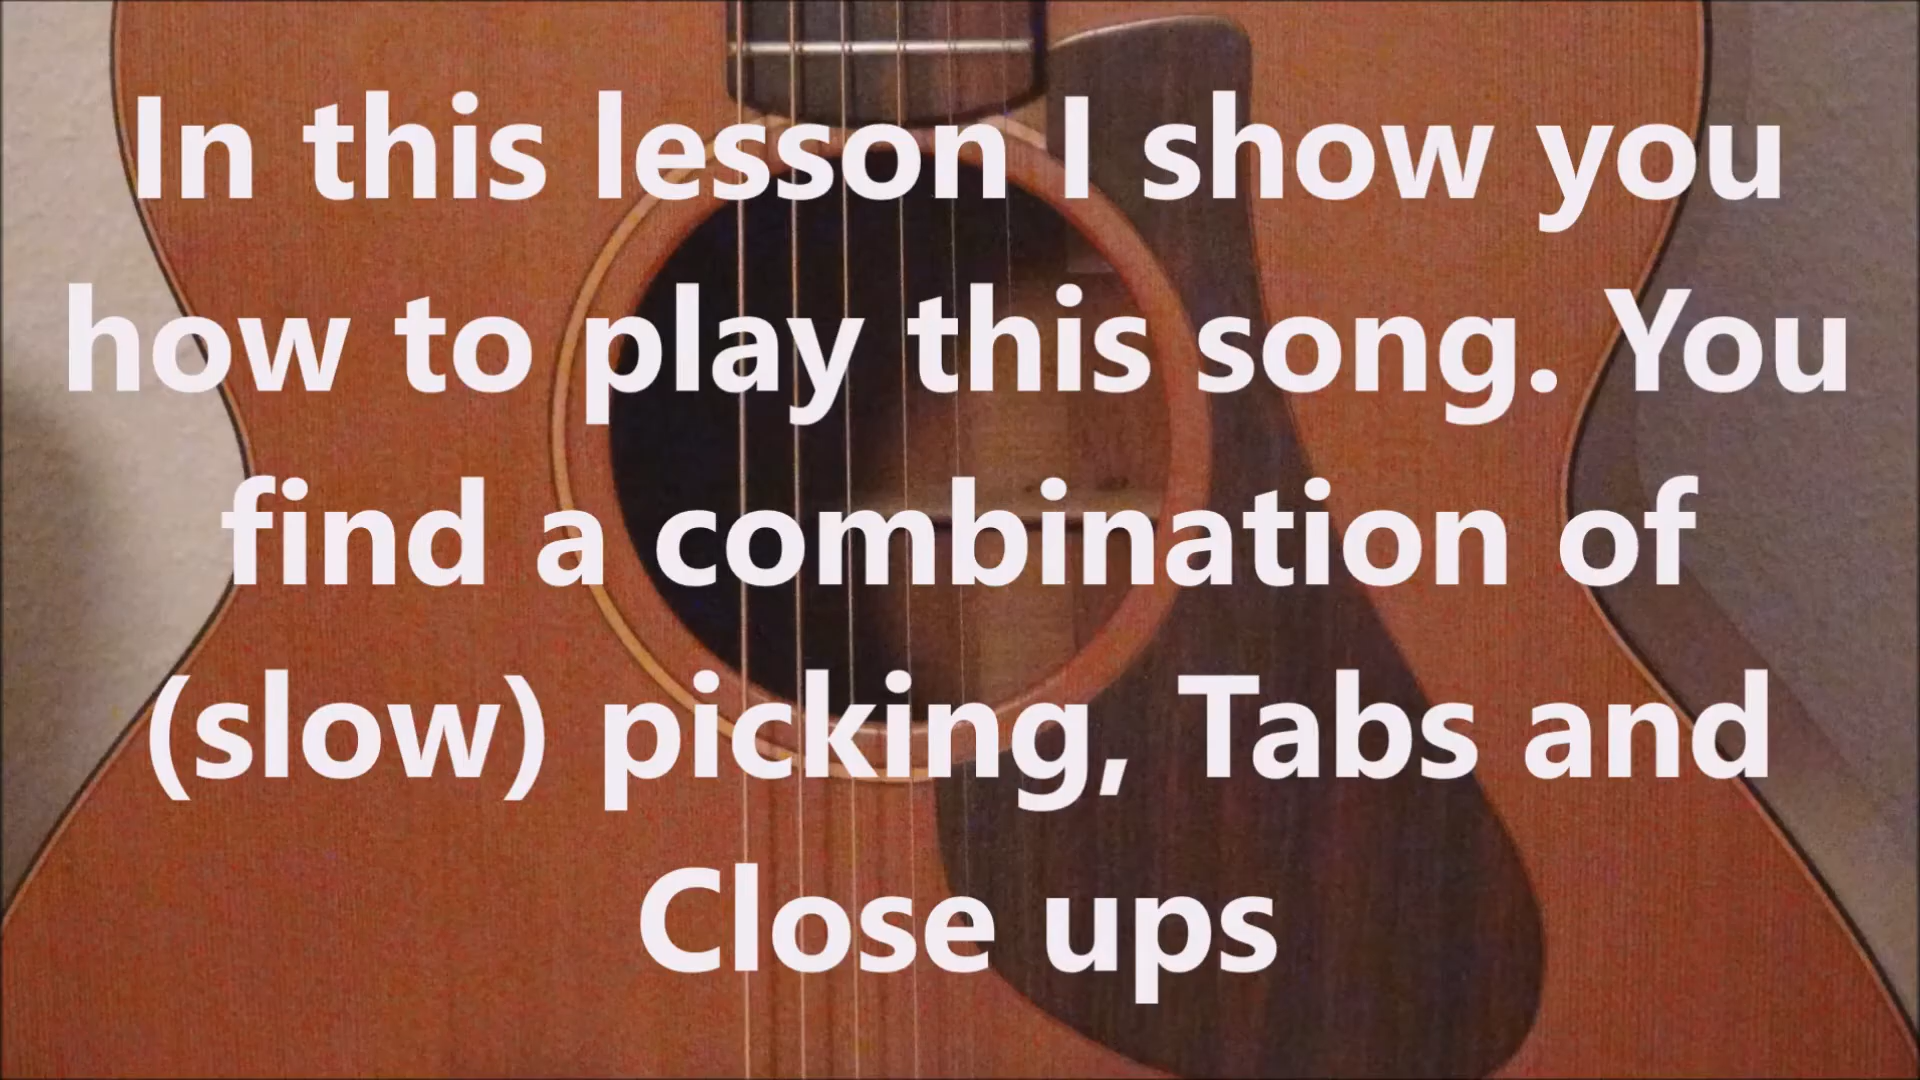 In this lesson I show you
how to play this song. You
find a combination of
(slow) picking, Tabs and
Close ups